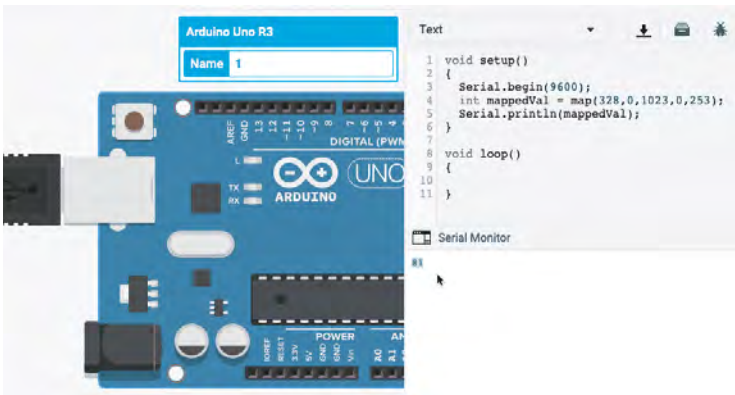 Arduino Uno R3
Name 1
AREF
GND
13
12
~11
~10
~9
8
7
~6
~5
4
DIGITAL (PWM
L
TX
RX
UNO
ARDUINO
IOREF
RESET
3.3V
5V
GND
GND
Vin
POWER
A0
A1
Text
1 void setup()
2 {
3 Serial.begin(9600);
4 int mappedVal = map(328,0,1023,0,253);
5 Serial.println(mappedVal);
6 }
7
8 void loop()
9 {
10
11 }
Serial Monitor
81